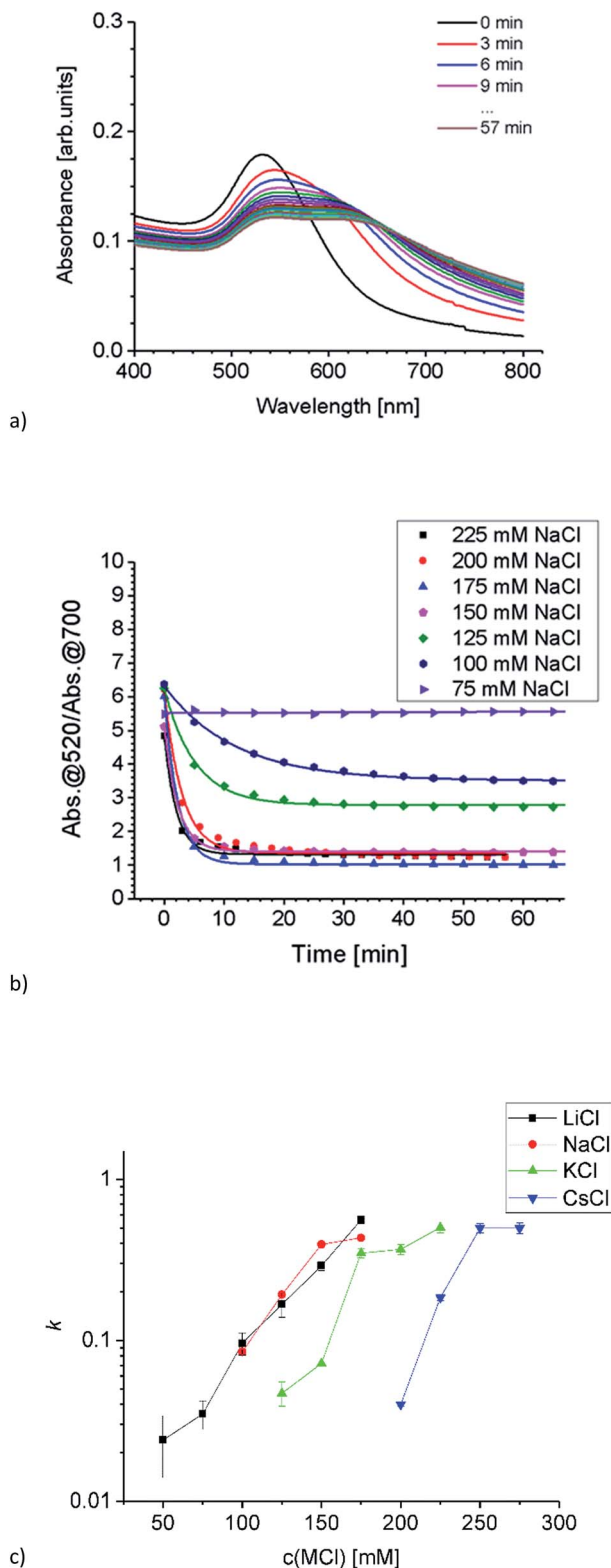 0 min
3 min
6 min
9 min
...
57 min
0.3
0.2
0.1
0.0
Absorbance [arb.units]
400 500 600 700 800
Wavelength [nm]
a)
225 mM NaCl
200 mM NaCl
175 mM NaCl
150 mM NaCl
125 mM NaCl
100 mM NaCl
75 mM NaCl
10
9
8
7
6
5
4
3
2
1
0
Abs.@520/Abs.@700
0 10 20 30 40 50 60
Time [min]
b)
LiCl
NaCl
KCl
CsCl
1
0.1
0.01
k
50 100 150 200 250 300
c(MCl) [mM]
c)